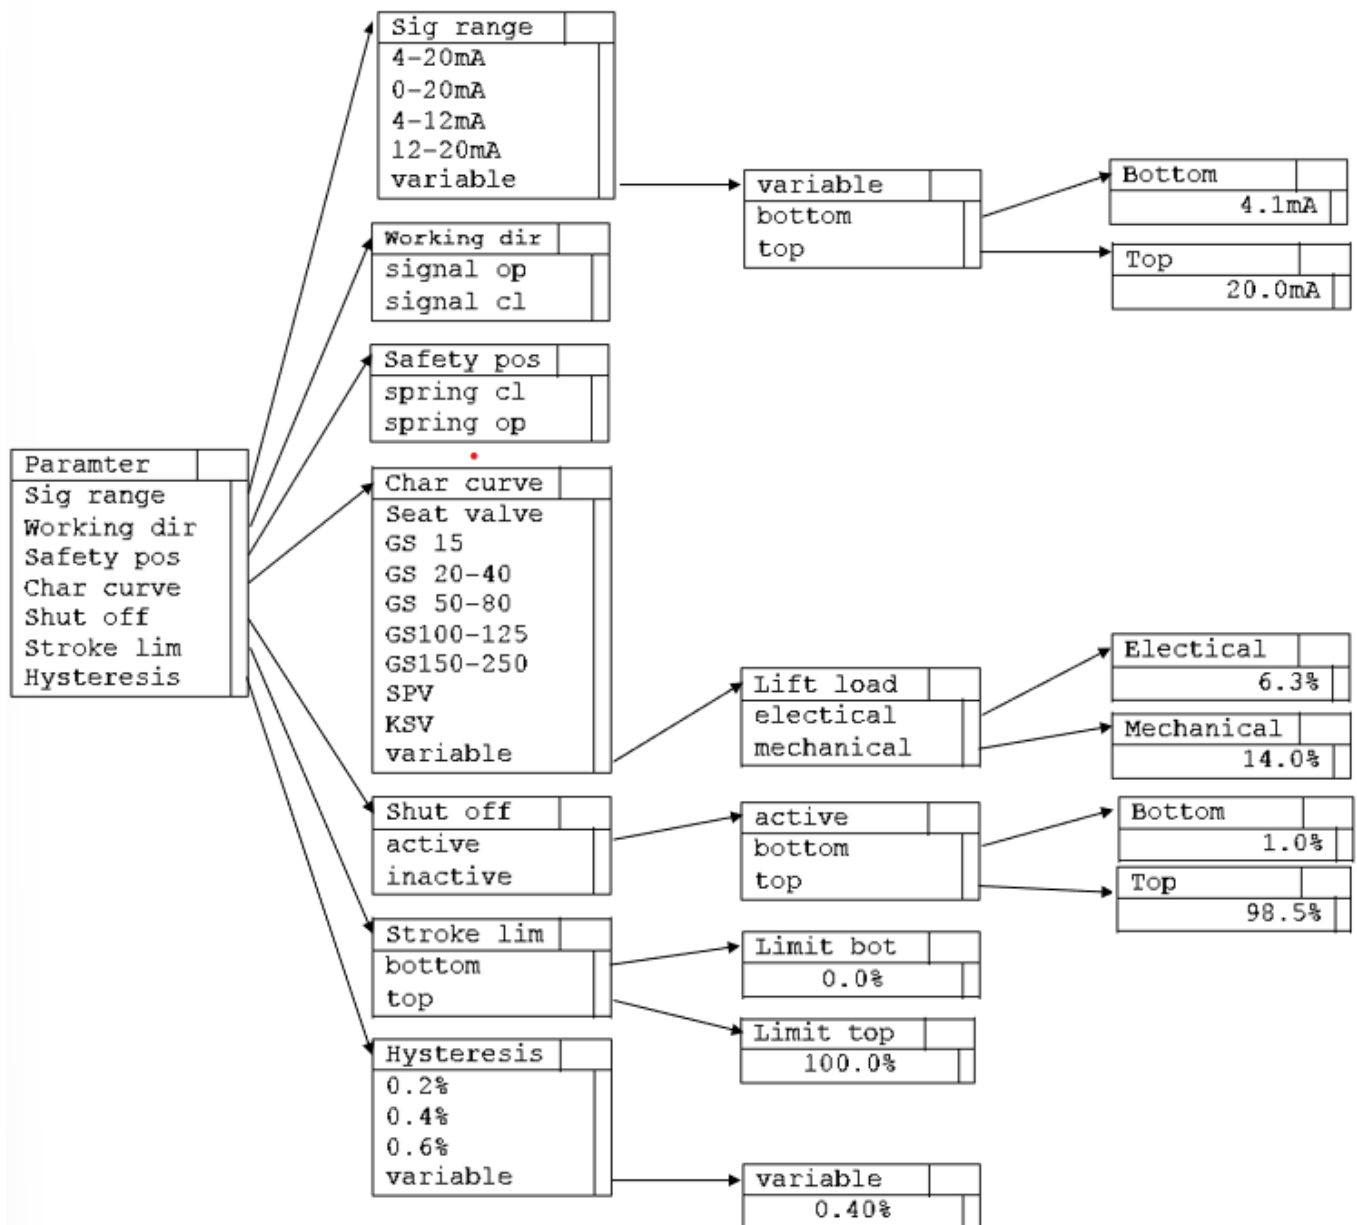 Sig range
4-20mA
0-20mA
4-12mA
12-20mA
variable
variable
bottom
top
Bottom
4.1mA
Top
20.0mA
Working dir
signal op
signal cl
Safety pos
spring cl
spring op
Paramter
Sig range
Working dir
Safety pos
Char curve
Shut off
Stroke lim
Hysteresis
Char curve
Seat valve
GS 15
GS 20-40
GS 50-80
GS100-125
GS150-250
SPV
KSV
variable
Lift load
electical
mechanical
Electical
6.3%
Mechanical
14.0%
Shut off
active
inactive
active
bottom
top
Bottom
1.0%
Top
98.5%
Stroke lim
bottom
top
Limit bot
0.0%
Limit top
100.0%
Hysteresis
0.2%
0.4%
0.6%
variable
variable
0.40%